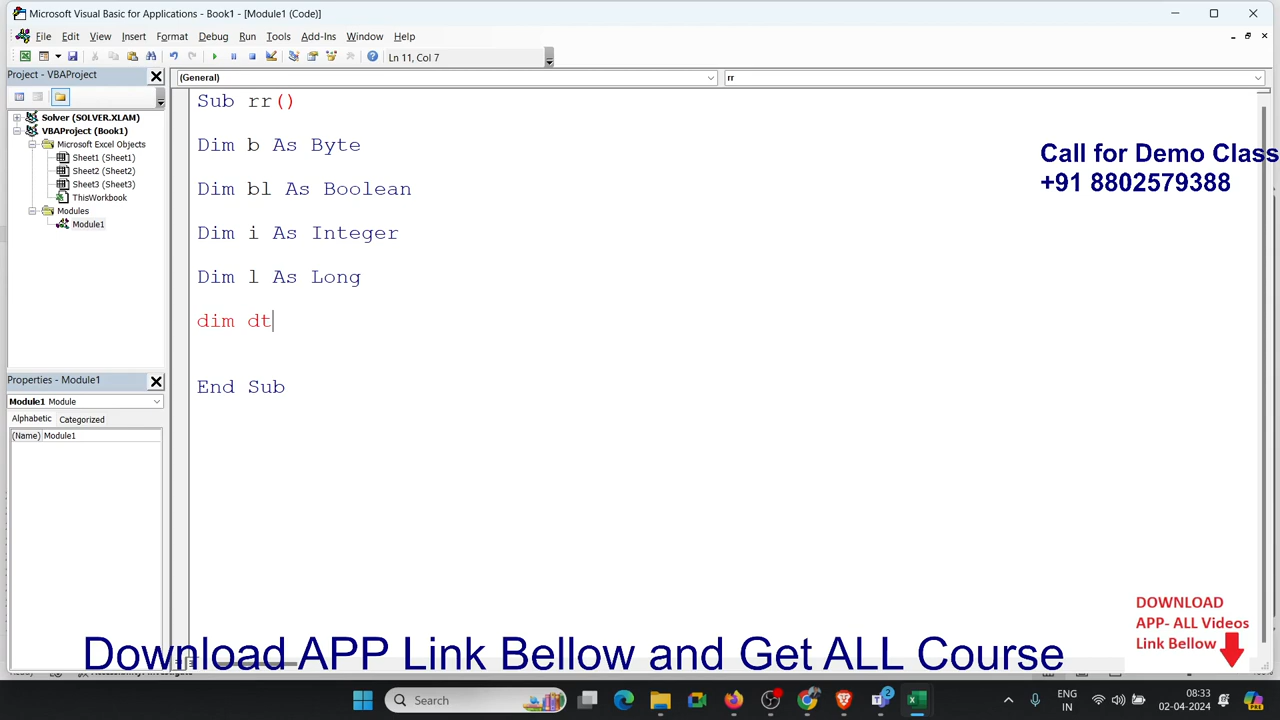 Microsoft Visual Basic for Applications - Book1 - [Module1 (Code)]
File Edit View Insert Format Debug Run Tools Add-Ins Window Help
Ln 11, Col 7
Project - VBAProject
(General)
rr
Solver (SOLVER.XLAM)
VBAProject (Book1)
Microsoft Excel Objects
Sheet1 (Sheet1)
Sheet2 (Sheet2)
Sheet3 (Sheet3)
ThisWorkbook
Modules
Module1
Sub rr()
Dim b As Byte
Dim bl As Boolean
Dim i As Integer
Dim l As Long
dim dt
End Sub
Call for Demo Class
+91 8802579388
Properties - Module1
Module1 Module
Alphabetic Categorized
(Name) Module1
DOWNLOAD
APP- ALL Videos
Link Bellow
Download APP Link Bellow and Get ALL Course
Search
ENG
IN
08:33
02-04-2024